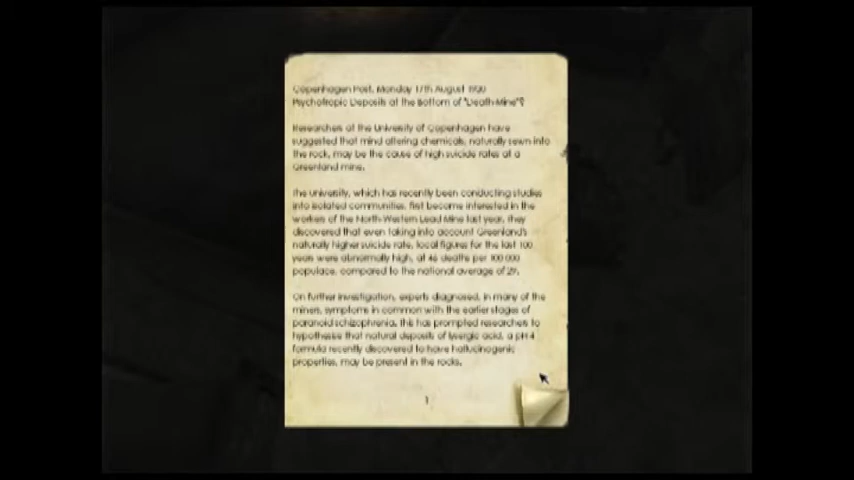 Copenhagen Post, Monday 17th August 1970
Psychotropic Deposits at the Bottom of "Death-Mine"?
Researchers at the University of Copenhagen have
suggested that mind altering chemicals, naturally sewn into
the rock, may be the cause of high suicide rates at a
Greenland mine.
The university, which has recently been conducting studies
into isolated communities, first became interested in the
workers of the North-Western Lead Mine last year, they
discovered that even taking into account Greenland's
naturally higher suicide rate, local figures for the last 100
years were abnormally high, at 46 deaths per 100 000
populace, compared to the national average of 29.
On further investigation, experts diagnosed, in many of the
miners, symptoms in common with the earlier stages of
paranoid schizophrenia, this has prompted researchers to
hypothesise that natural deposits of lysergic acid, a pH 4
formula recently discovered to have hallucinogenic
properties, may be present in the rocks.
1